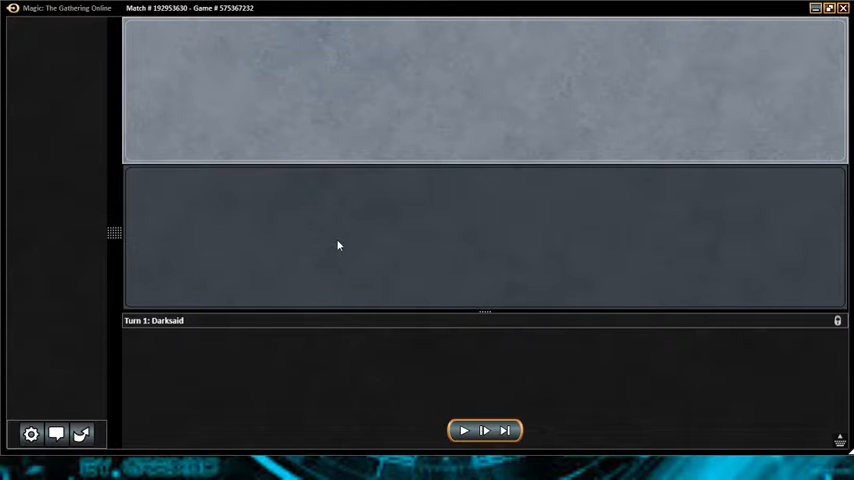 Magic: The Gathering Online
Match # 192953630 - Game # 575367232
Turn 1: Darksaid